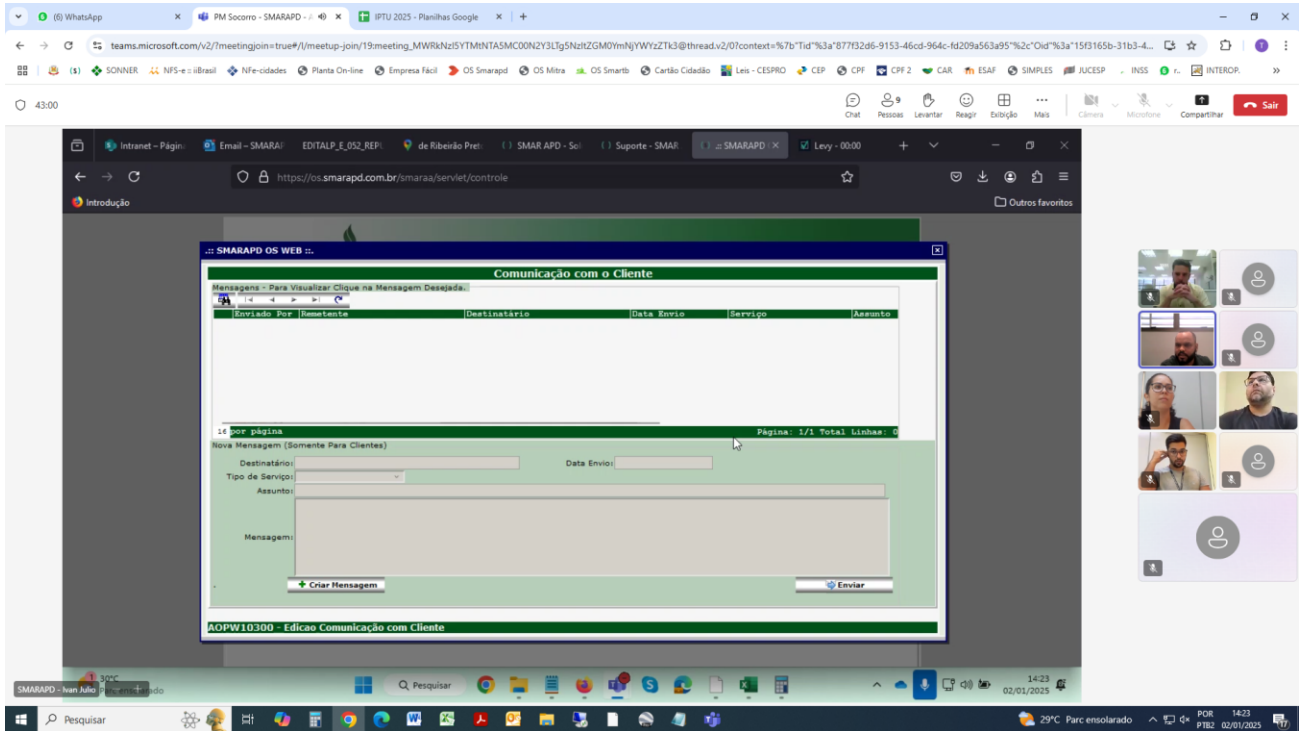 (6) WhatsApp
PM Socorro - SMARAPD -
IPTU 2025 - Planilhas Google
teams.microsoft.com/v2/?meetingjoin=true#/l/meetup-join/19:meeting_MWRkNzI5YTMtNTA5MC00N2Y3LTg5NzItZGM0YmNjYWYzZTk3@thread.v2/0?context=%7b"Tid"%3a"877f32d6-9153-46cd-964c-fd209a563a95"%2c"Oid"%3a"15f3165b-31b3-4...
SONNER
NFS-e :: iiBrasil
NFe-cidades
Planta On-line
Empresa Fácil
OS Smarapd
OS Mitra
OS Smartb
Cartão Cidadão
Leis - CESPRO
CEP
CPF
CPF 2
CAR
ESAF
SIMPLES
JUCESP
INSS
r..
INTEROP.
43:00
Chat
Pessoas
9
Levantar
Reagir
Exibição
Mais
Câmera
Microfone
Compartilhar
Sair
Intranet – Págin
Email – SMARA
EDITALP_E_052_REP
de Ribeirão Pret
SMAR APD - Sol
Suporte - SMAR
.:: SMARAPD
Levy - 00:00
https://os.smarapd.com.br/smaraa/servlet/controle
Introdução
Outros favoritos
.:: SMARAPD OS WEB ::.
Comunicação com o Cliente
Mensagens - Para Visualizar Clique na Mensagem Desejada.
Enviado Por
Remetente
Destinatário
Data Envio
Serviço
Assunto
16 por página
Página: 1/1 Total Linhas: 0
Nova Mensagem (Somente Para Clientes)
Destinatário:
Data Envio:
Tipo de Serviço:
Assunto:
Mensagem:
Criar Mensagem
Enviar
AOPW10300 - Edicao Comunicação com Cliente
1
30°C
SMARAPD - Ivan Julio
Pesquisar
14:23
02/01/2025
Pesquisar
29°C Parc ensolarado
POR
PTB2
14:23
02/01/2025
17